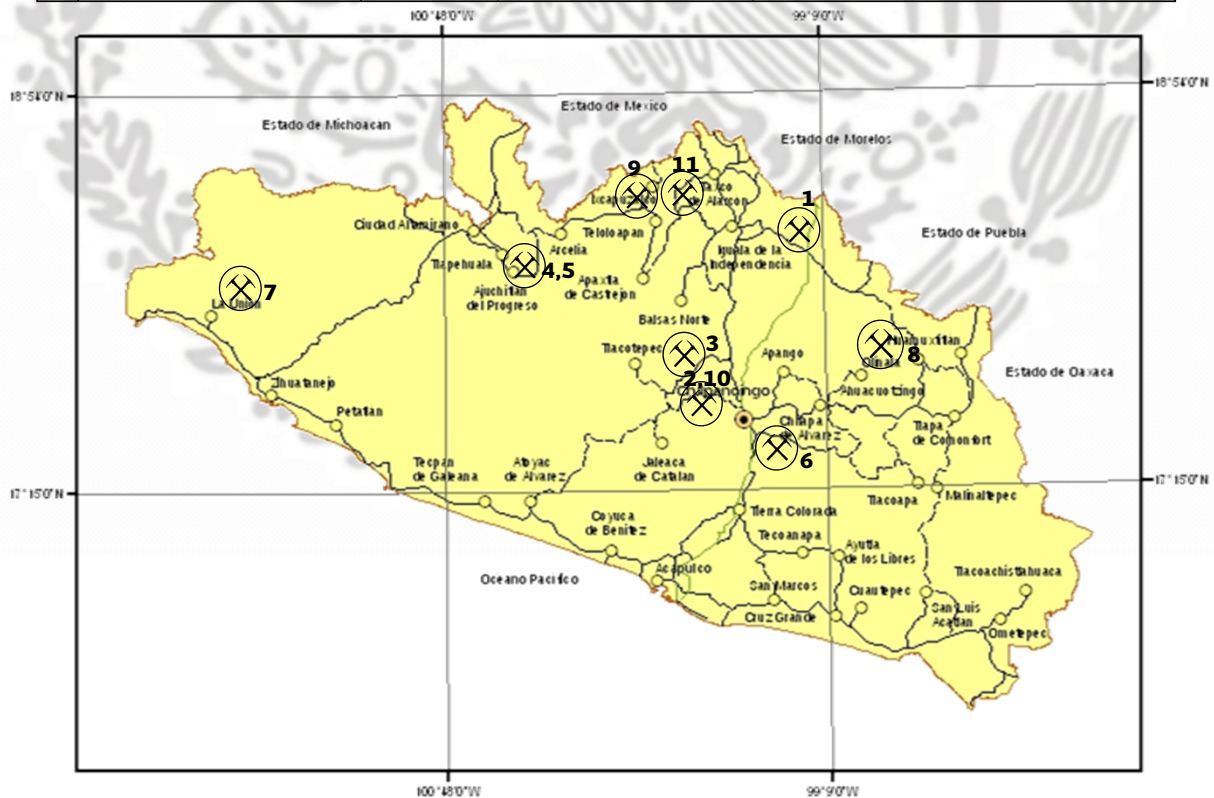 100°48'0"W
99°9'0"W
18°54'0"N
18°54'0"N
Estado de Mexico
Estado de Michoacan
Estado de Morelos
9
11
Taxco
de Alarcon
1
Ciudad Altamirano
Teloloapan
Estado de Puebla
Arcelia
Iguala de la
Independencia
Tlapehuala
4,5
Apaxtla
de Castrejon
7
Ajuchitlan
del Progreso
La Union
Balsas Norte
3
Tlacotepec
Apango
Huamuxtitlan
8
Olinala
Estado de Oaxaca
2,10
Chilpancingo
Ahuacuotzingo
Zihuatanejo
Petatlan
Chilapa
de Alvarez
Tlapa
de Comonfort
6
Tecpan
de Galeana
Atoyac
de Alvarez
Jaleaca
de Catalan
17°15'0"N
17°15'0"N
Tlacoapa
Malinaltepec
Tierra Colorada
Coyuca
de Benitez
Tecoanapa
Ayutla
de los Libres
Oceano Pacifico
Acapulco
Tlacoachistlahuaca
San Marcos
Cuautepec
Cruz Grande
San Luis
Acatlan
Ometepec
100°48'0"W
99°9'0"W